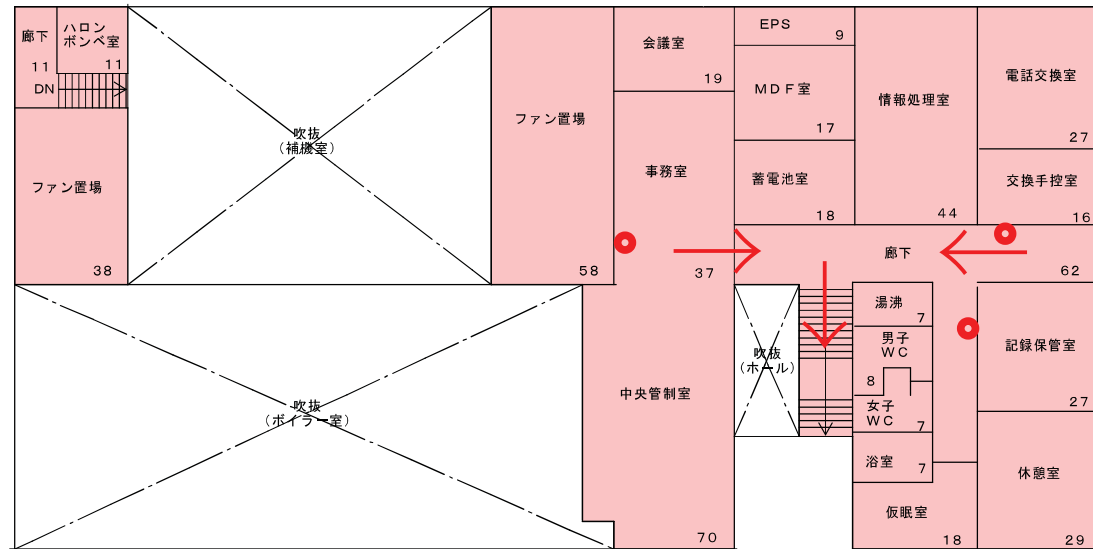 廊下
11
ハロン
ボンベ室
11
DN
ファン置場
38
吹抜
(補機室)
ファン置場
58
会議室
19
事務室
37
EPS
9
MDF室
17
蓄電池室
18
情報処理室
44
電話交換室
27
交換手控室
16
廊下
62
吹抜
(ボイラー室)
中央管制室
70
吹抜
(ホール)
湯沸
7
男子
WC
8
女子
WC
7
浴室
7
仮眠室
18
記録保管室
27
休憩室
29